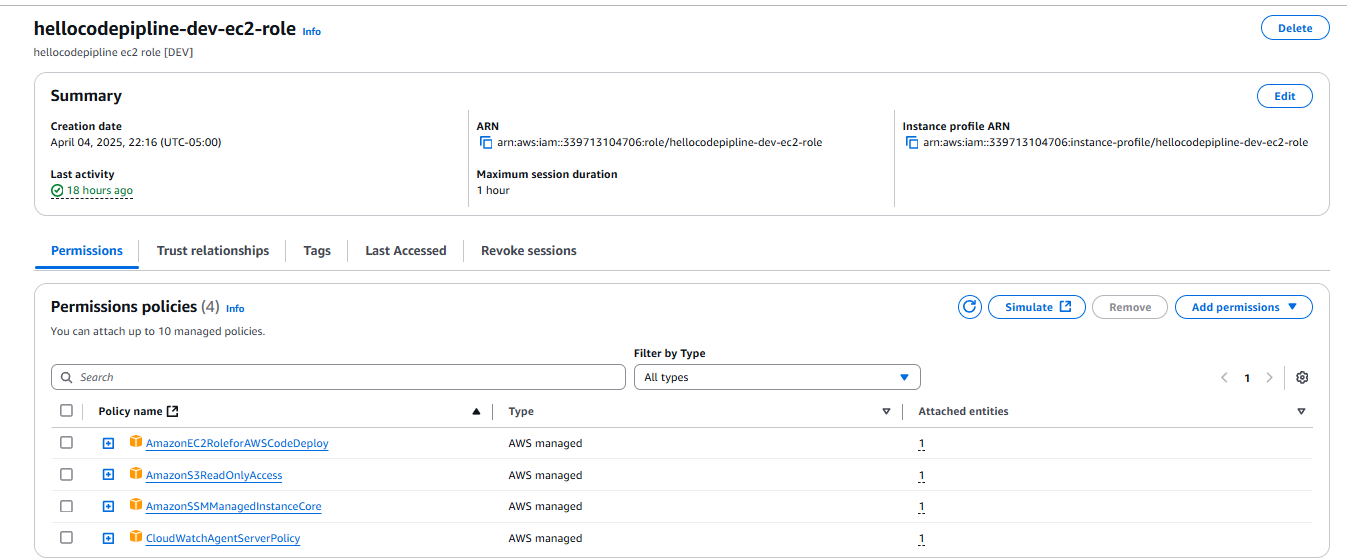 hellocodepipline-dev-ec2-role Info
Delete
hellocodepipline ec2 role [DEV]
Summary
Edit
Creation date
April 04, 2025, 22:16 (UTC-05:00)
ARN
arn:aws:iam::339713104706:role/hellocodepipline-dev-ec2-role
Instance profile ARN
arn:aws:iam::339713104706:instance-profile/hellocodepipline-dev-ec2-role
Last activity
18 hours ago
Maximum session duration
1 hour
Permissions
Trust relationships
Tags
Last Accessed
Revoke sessions
Permissions policies (4) Info
You can attach up to 10 managed policies.
Simulate
Remove
Add permissions
Filter by Type
Search
All types
1
Policy name
Type
Attached entities
AmazonEC2RoleforAWSCodeDeploy AWS managed 1
AmazonS3ReadOnlyAccess AWS managed 1
AmazonSSMManagedInstanceCore AWS managed 1
CloudWatchAgentServerPolicy AWS managed 1